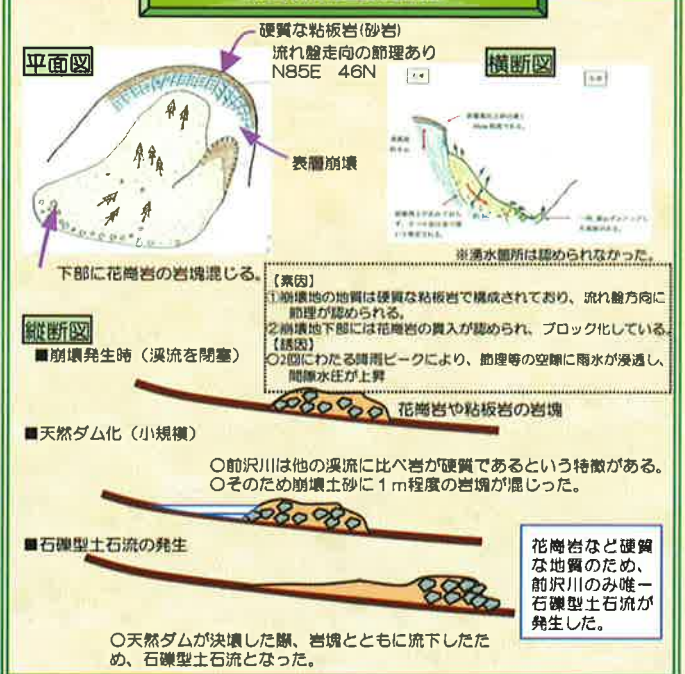 硬質な粘板岩(砂岩)
平面図
流れ盤走向の節理あり
N85E 46N
横断図
表層崩壊
※湧水箇所は認められなかった。
下部に花崗岩の岩塊混じる。
【素因】
①崩壊地の地質は硬質な粘板岩で構成されており、流れ盤方向に
節理が認められる。
②崩壊地下部には花崗岩の貫入が認められ、ブロック化している。
【誘因】
○2回にわたる降雨ピークにより、節理等の空隙に雨水が浸透し、
間隙水圧が上昇
縦断図
■崩壊発生時(渓流を閉塞)
花崗岩や粘板岩の岩塊
■天然ダム化(小規模)
○前沢川は他の渓流に比べ岩が硬質であるという特徴がある。
○そのため崩壊土砂に1m程度の岩塊が混じった。
■石礫型土石流の発生
花崗岩など硬質
な地質のため、
前沢川のみ唯一
石礫型土石流が
発生した。
○天然ダムが決壊した際、岩塊とともに流下したた
め、石礫型土石流となった。